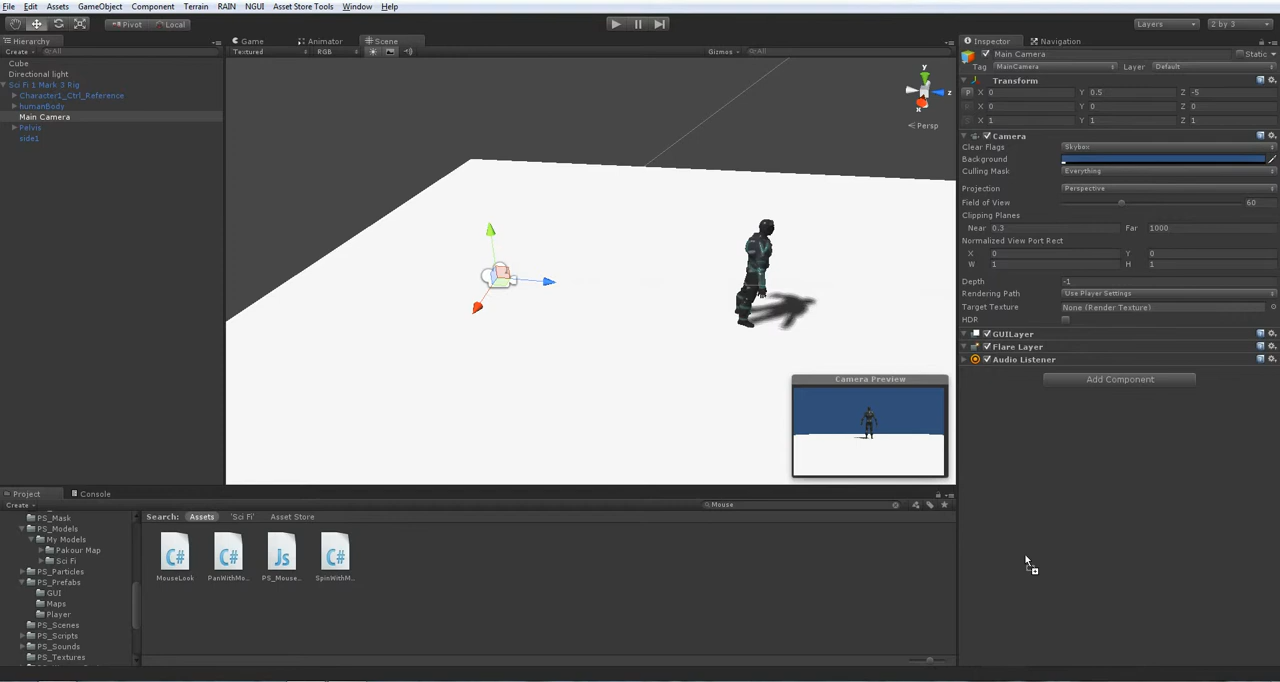 File Edit Assets GameObject Component Terrain RAIN NGUI Asset Store Tools Window Help
Pivot Local Layers 2 by 3
Hierarchy Game Animator Scene Inspector Navigation
Create All Textured RGB Gizmos All Main Camera Static
Tag MainCamera Layer Default
Cube
Directional light
Sci Fi 1 Mark 3 Rig
Character1_Ctrl_Reference
humanBody
Main Camera
Pelvis
side1
y
z
x
Persp
Transform
P X 0 Y 0.5 Z -5
X 0 Y 0 Z 0
X 1 Y 1 Z 1
Camera
Clear Flags Skybox
Background
Culling Mask Everything
Projection Perspective
Field of View 60
Clipping Planes
Near 0.3 Far 1000
Normalized View Port Rect
X 0 Y 0
W 1 H 1
Depth -1
Rendering Path Use Player Settings
Target Texture None (Render Texture)
HDR
GUILayer
Flare Layer
Audio Listener
Add Component
Camera Preview
Project Console
Create Mouse
Search: Assets 'Sci Fi' Asset Store
PS_Mask
PS_Models
My Models
Pakour Map
Sci Fi
PS_Particles
PS_Prefabs
GUI
Maps
Player
PS_Scenes
PS_Scripts
PS_Sounds
PS_Textures
C# C# Js C#
MouseLook PanWithMo... PS_Mouse... SpinWithM...